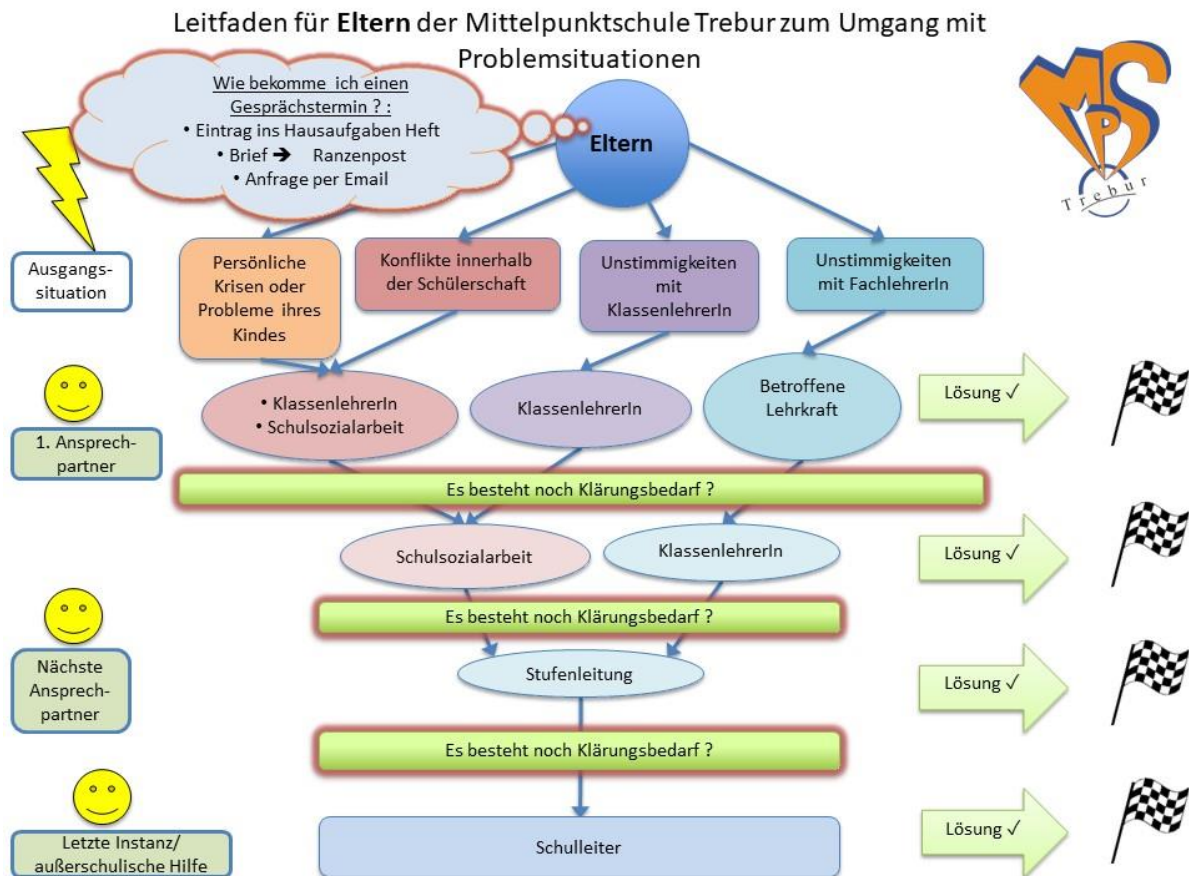 Leitfaden für Eltern der Mittelpunktschule Trebur zum Umgang mit
Problemsituationen
Wie bekomme ich einen
Gesprächstermin ? :
• Eintrag ins Hausaufgaben Heft
• Brief ➔ Ranzenpost
• Anfrage per Email
Eltern
MPS
Trebur
Ausgangs-
situation
Persönliche
Krisen oder
Probleme ihres
Kindes
Konflikte innerhalb
der Schülerschaft
Unstimmigkeiten
mit
KlassenlehrerIn
Unstimmigkeiten
mit FachlehrerIn
1. Ansprech-
partner
• KlassenlehrerIn
• Schulsozialarbeit
KlassenlehrerIn
Betroffene
Lehrkraft
Lösung ✓
Es besteht noch Klärungsbedarf ?
Schulsozialarbeit
KlassenlehrerIn
Lösung ✓
Es besteht noch Klärungsbedarf ?
Nächste
Ansprech-
partner
Stufenleitung
Lösung ✓
Es besteht noch Klärungsbedarf ?
Letzte Instanz/
außerschulische Hilfe
Schulleiter
Lösung ✓